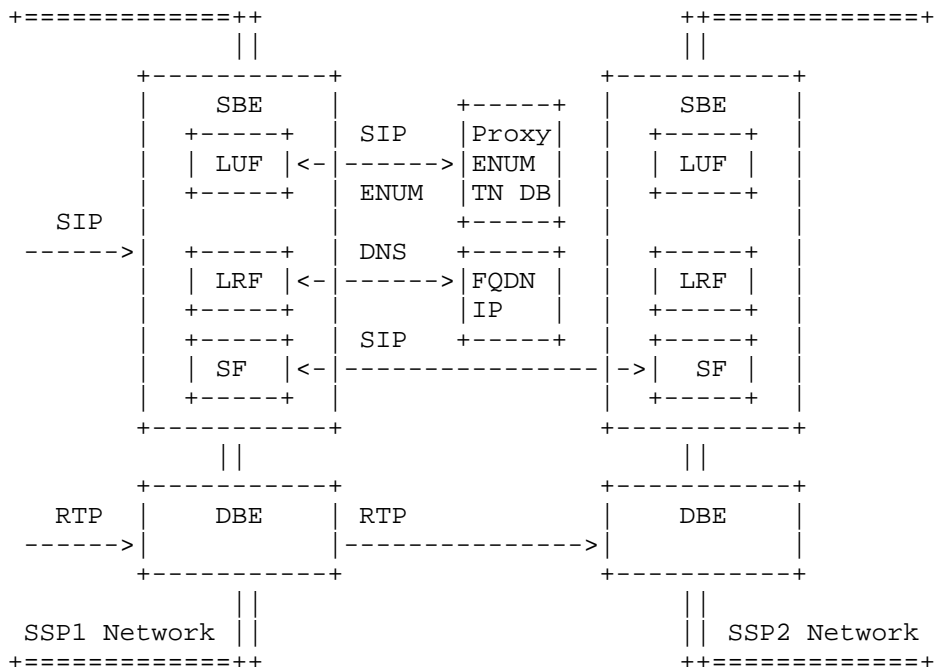 SBE SBE
SIP Proxy
LUF ENUM LUF
ENUM TN DB
SIP
DNS
LRF FQDN LRF
IP
SIP
SF SF
RTP DBE RTP DBE
SSP1 Network SSP2 Network